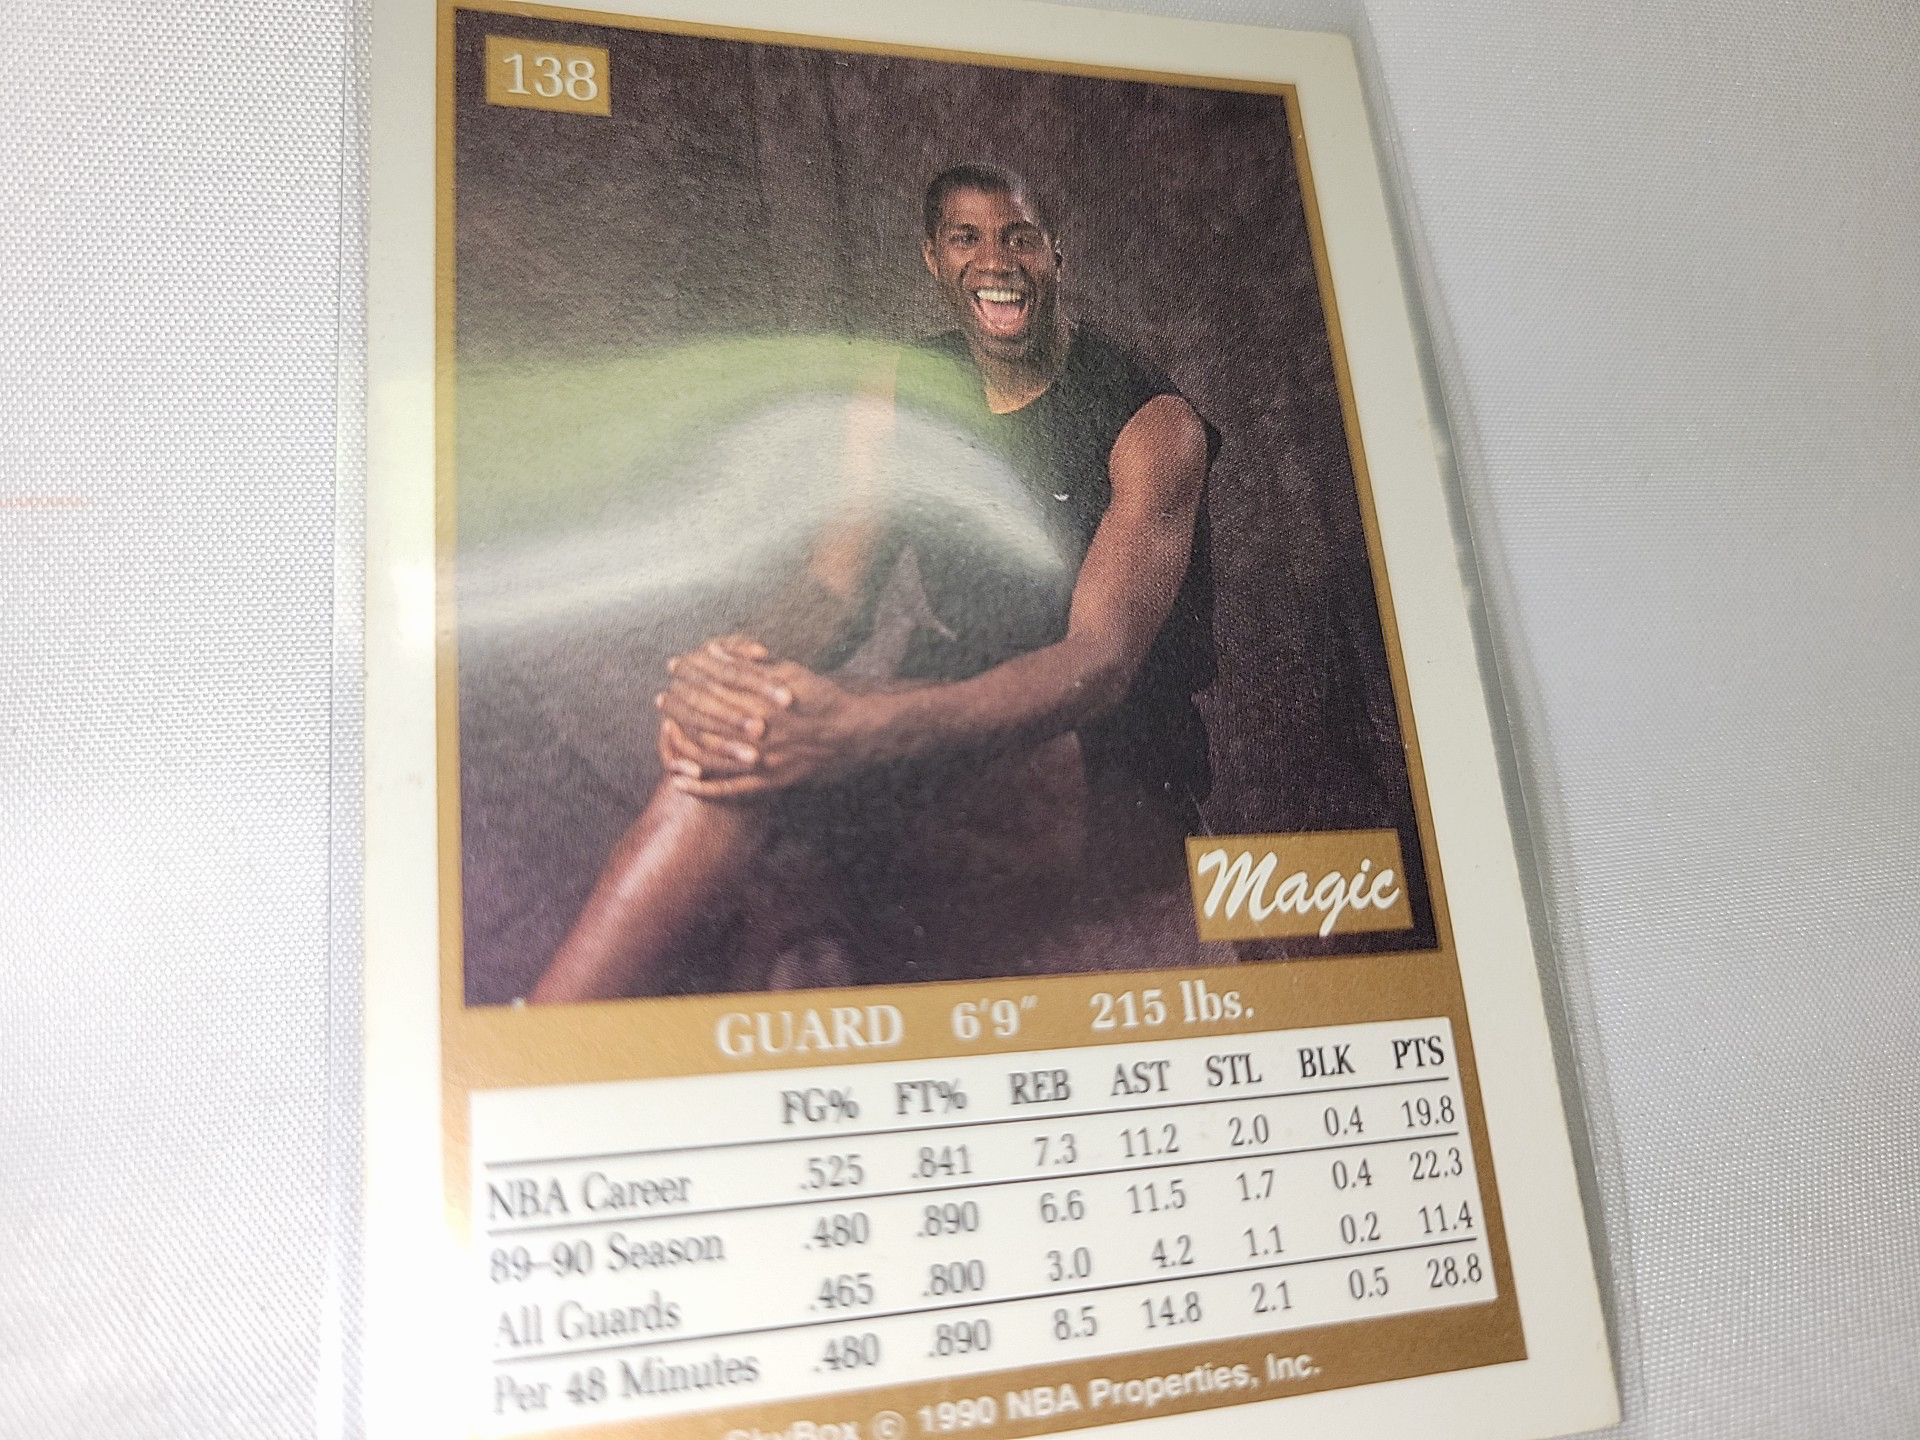 138
Magic
GUARD 6'9" 215 lbs.
FG% FT% REB AST STL BLK PTS
NBA Career .525 .841 7.3 11.2 2.0 0.4 19.8
89–90 Season .480 .890 6.6 11.5 1.7 0.4 22.3
All Guards .465 .800 3.0 4.2 1.1 0.2 11.4
Per 48 Minutes .480 .890 8.5 14.8 2.1 0.5 28.8
SkyBox © 1990 NBA Properties, Inc.